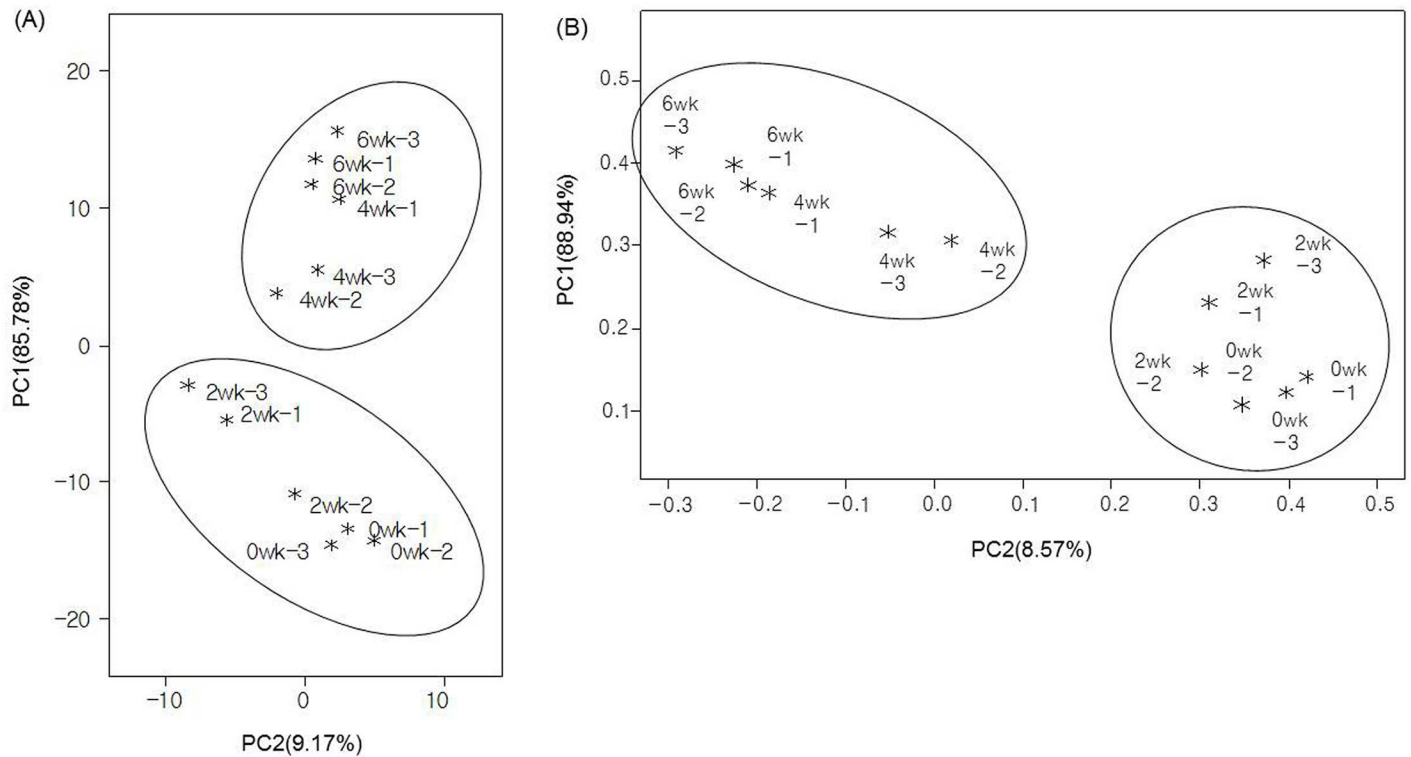 (A)
20
10
0
−10
−20
PC1(85.78%)
6wk−3
6wk−1
6wk−2
4wk−1
4wk−3
4wk−2
2wk−3
2wk−1
2wk−2
0wk−1
0wk−3
0wk−2
−10
0
10
PC2(9.17%)
(B)
0.5
0.4
0.3
0.2
0.1
PC1(88.94%)
6wk
−3
6wk
−1
6wk
−2
4wk
−1
4wk
−3
4wk
−2
2wk
−3
2wk
−1
2wk
−2
0wk
−2
0wk
−1
0wk
−3
−0.3
−0.2
−0.1
0.0
0.1
0.2
0.3
0.4
0.5
PC2(8.57%)